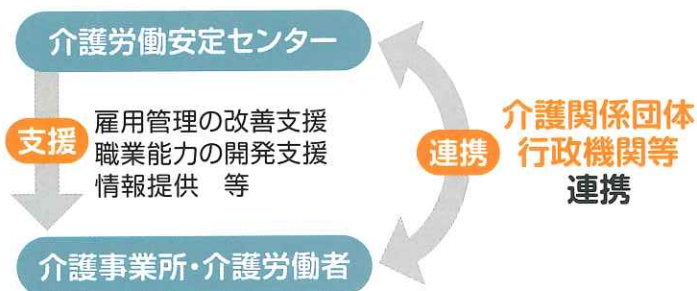 介護労働安定センター
支援
雇用管理の改善支援
職業能力の開発支援
情報提供　等
連携
介護関係団体
行政機関等
連携
介護事業所・介護労働者